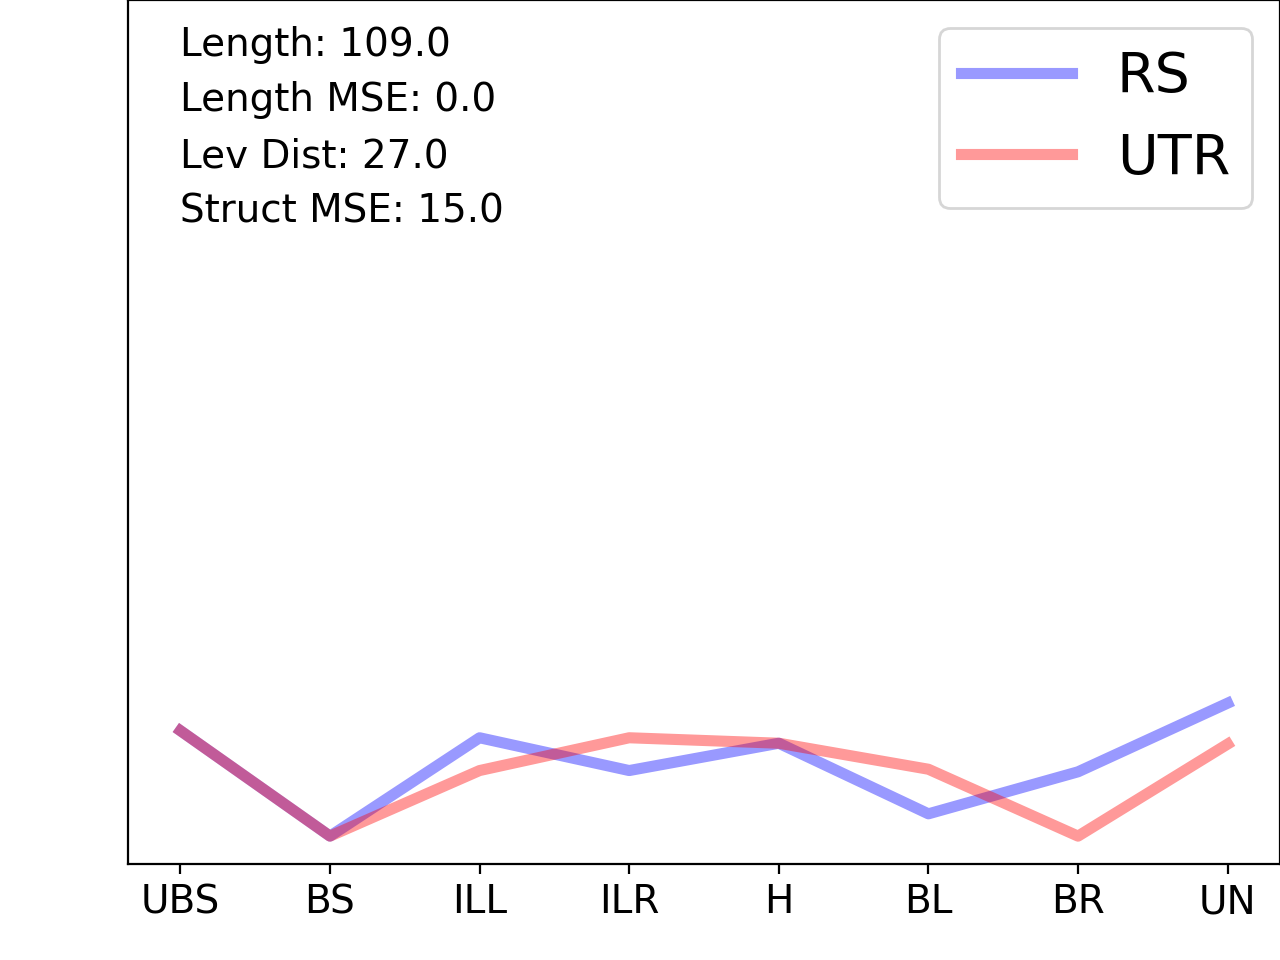 Length: 109.0
Length MSE: 0.0
Lev Dist: 27.0
Struct MSE: 15.0
RS
UTR
UBS BS ILL ILR H BL BR UN